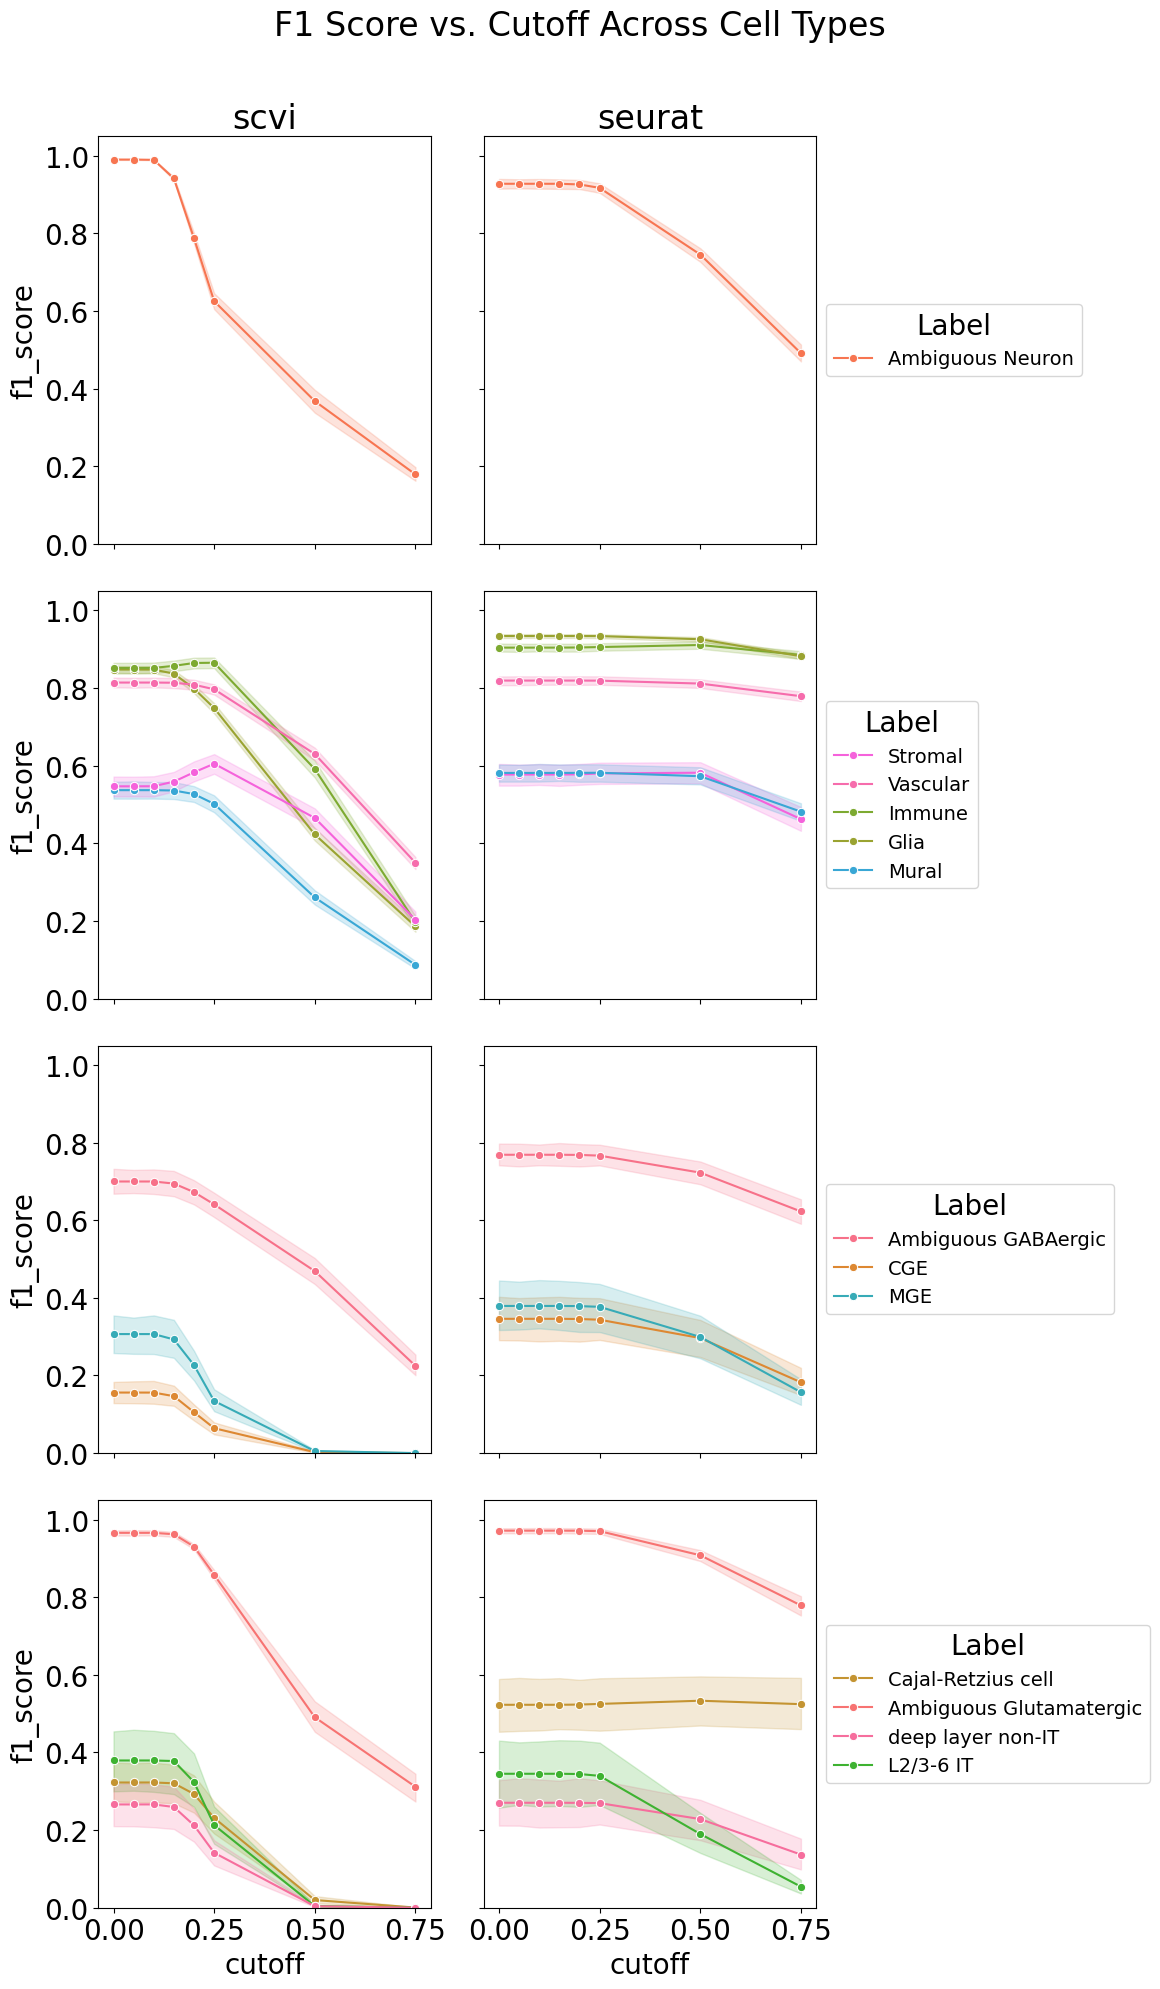 F1 Score vs. Cutoff Across Cell Types
scvi
seurat
1.0
0.8
0.6
0.4
0.2
0.0
f1_score
Label
Ambiguous Neuron
1.0
0.8
0.6
0.4
0.2
0.0
f1_score
Label
Stromal
Vascular
Immune
Glia
Mural
1.0
0.8
0.6
0.4
0.2
0.0
f1_score
Label
Ambiguous GABAergic
CGE
MGE
1.0
0.8
0.6
0.4
0.2
0.0
f1_score
Label
Cajal-Retzius cell
Ambiguous Glutamatergic
deep layer non-IT
L2/3-6 IT
0.00 0.25 0.50 0.75
cutoff
0.00 0.25 0.50 0.75
cutoff